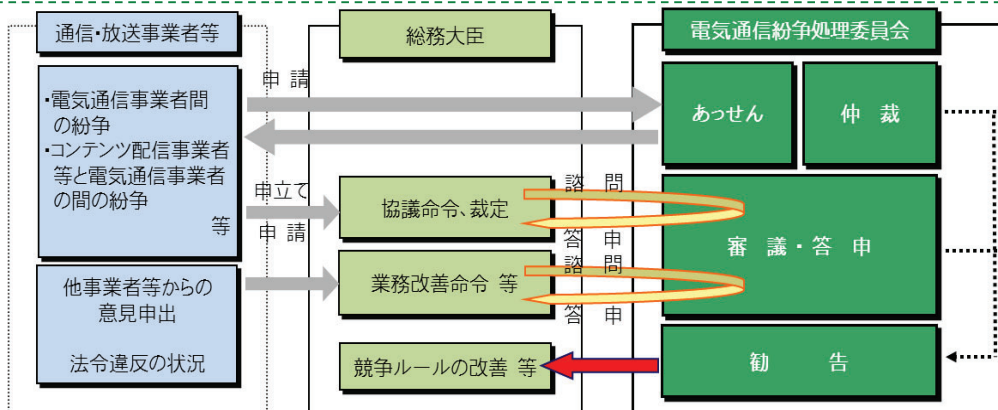 通信・放送事業者等
総務大臣
電気通信紛争処理委員会
・電気通信事業者間
の紛争
・コンテンツ配信事業者
等と電気通信事業者
の間の紛争
等
申 請
あっせん
仲 裁
申立て
申 請
協議命令、裁定
諮 問
答 申
審 議・答 申
他事業者等からの
意見申出
法令違反の状況
業務改善命令 等
諮 問
答 申
競争ルールの改善 等
勧 告